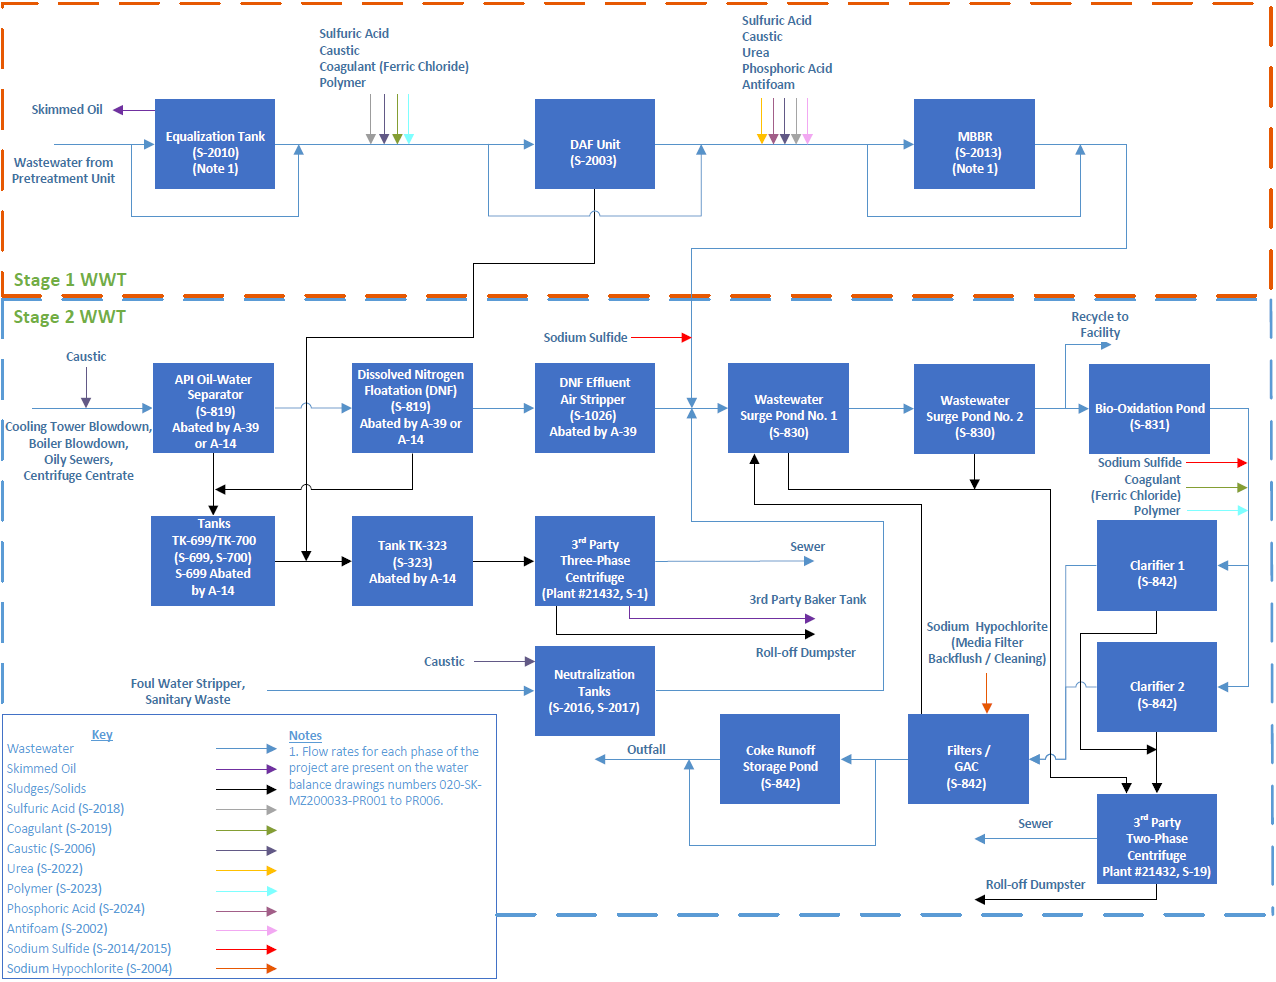 Sulfuric Acid
Caustic
Coagulant (Ferric Chloride)
Polymer
Sulfuric Acid
Caustic
Urea
Phosphoric Acid
Antifoam
Skimmed Oil
Wastewater from
Pretreatment Unit
Equalization Tank
(S-2010)
(Note 1)
DAF Unit
(S-2003)
MBBR
(S-2013)
(Note 1)
Stage 1 WWT
Stage 2 WWT
Sodium Sulfide
Recycle to
Facility
Caustic
Cooling Tower Blowdown,
Boiler Blowdown,
Oily Sewers,
Centrifuge Centrate
API Oil-Water
Separator
(S-819)
Abated by A-39
or A-14
Dissolved Nitrogen
Floatation (DNF)
(S-819)
Abated by A-39 or
A-14
DNF Effluent
Air Stripper
(S-1026)
Abated by A-39
Wastewater
Surge Pond No. 1
(S-830)
Wastewater
Surge Pond No. 2
(S-830)
Bio-Oxidation Pond
(S-831)
Sodium Sulfide
Coagulant
(Ferric Chloride)
Polymer
Tanks
TK-699/TK-700
(S-699, S-700)
S-699 Abated
by A-14
Tank TK-323
(S-323)
Abated by A-14
3rd Party
Three-Phase
Centrifuge
(Plant #21432, S-1)
Sewer
3rd Party Baker Tank
Roll-off Dumpster
Clarifier 1
(S-842)
Clarifier 2
(S-842)
Sodium Hypochlorite
(Media Filter
Backflush / Cleaning)
Caustic
Foul Water Stripper,
Sanitary Waste
Neutralization
Tanks
(S-2016, S-2017)
Outfall
Coke Runoff
Storage Pond
(S-842)
Filters /
GAC
(S-842)
3rd Party
Two-Phase
Centrifuge
Plant #21432, S-19)
Sewer
Roll-off Dumpster
Key
Wastewater
Skimmed Oil
Sludges/Solids
Sulfuric Acid (S-2018)
Coagulant (S-2019)
Caustic (S-2006)
Urea (S-2022)
Polymer (S-2023)
Phosphoric Acid (S-2024)
Antifoam (S-2002)
Sodium Sulfide (S-2014/2015)
Sodium Hypochlorite (S-2004)
Notes
1. Flow rates for each phase of the
project are present on the water
balance drawings numbers 020-SK-
MZ200033-PR001 to PR006.